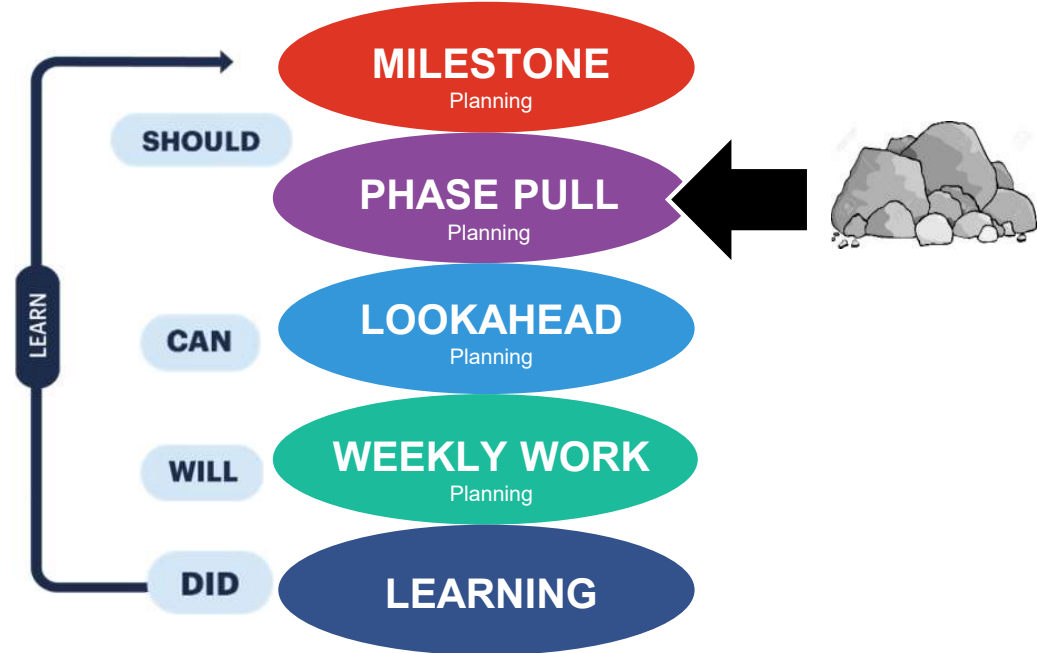 MILESTONE
Planning
SHOULD
PHASE PULL
Planning
LEARN
CAN
LOOKAHEAD
Planning
WILL
WEEKLY WORK
Planning
DID
LEARNING